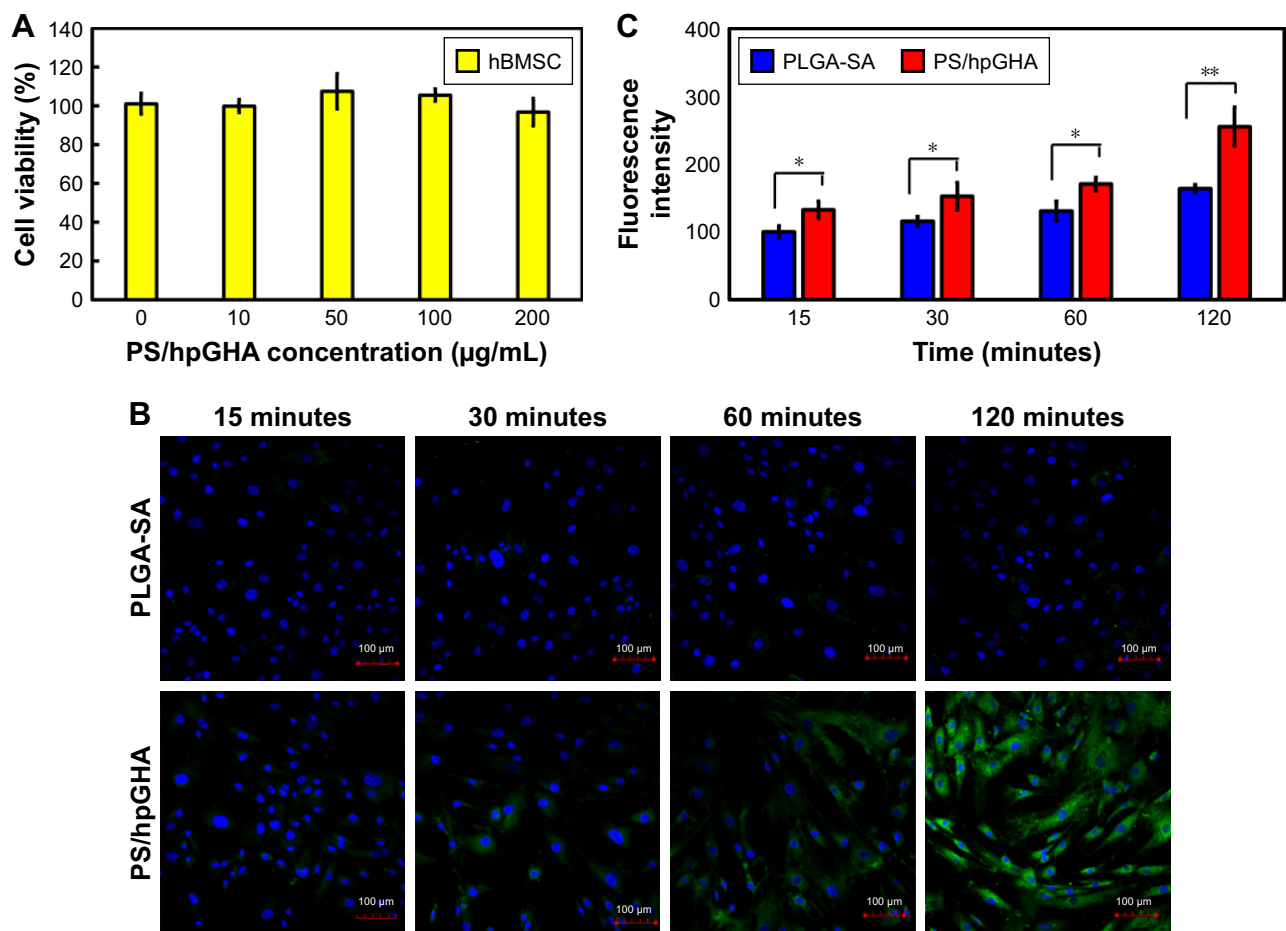 A
140
120
100
80
60
40
20
0
Cell viability (%)
hBMSC
0 10 50 100 200
PS/hpGHA concentration (µg/mL)
C
400
300
200
100
0
Fluorescence
intensity
PLGA-SA PS/hpGHA
* * * **
15 30 60 120
Time (minutes)
B
15 minutes 30 minutes 60 minutes 120 minutes
PLGA-SA
100 µm 100 µm 100 µm 100 µm
PS/hpGHA
100 µm 100 µm 100 µm 100 µm